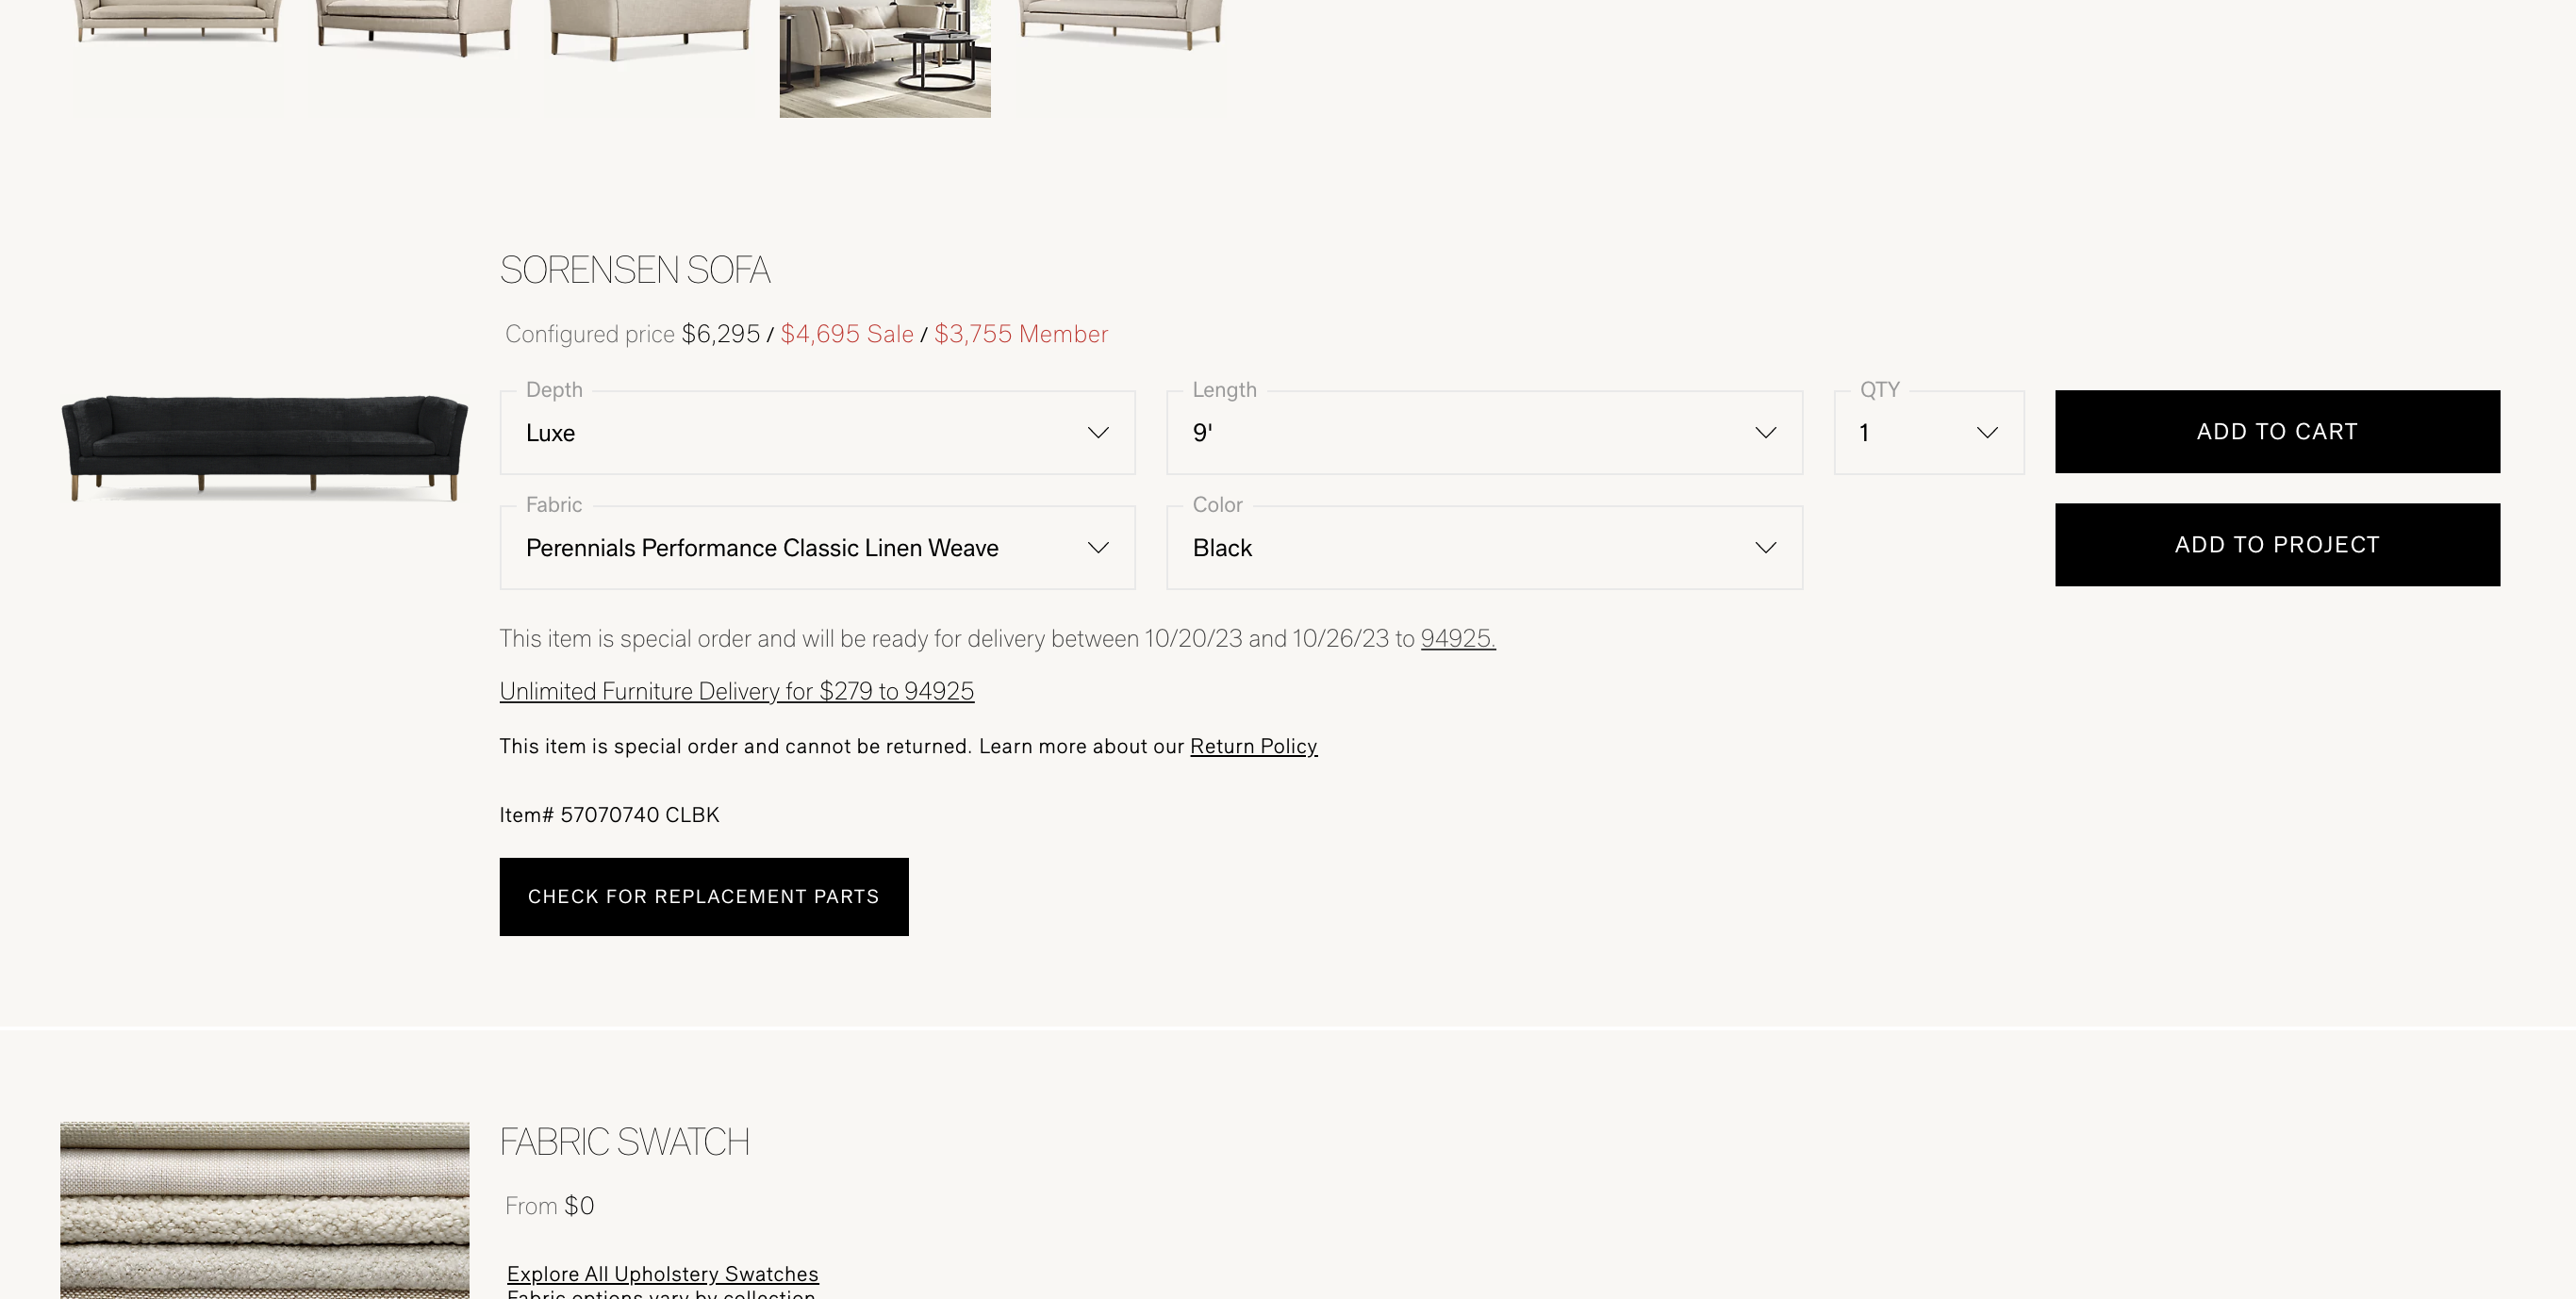 SORENSEN SOFA
Configured price $6,295 / $4,695 Sale / $3,755 Member
Depth
Luxe
Length
9'
QTY
1
ADD TO CART
Fabric
Perennials Performance Classic Linen Weave
Color
Black
ADD TO PROJECT
This item is special order and will be ready for delivery between 10/20/23 and 10/26/23 to 94925.
Unlimited Furniture Delivery for $279 to 94925
This item is special order and cannot be returned. Learn more about our Return Policy
Item# 57070740 CLBK
CHECK FOR REPLACEMENT PARTS
FABRIC SWATCH
From $0
Explore All Upholstery Swatches
Fabric options vary by collection